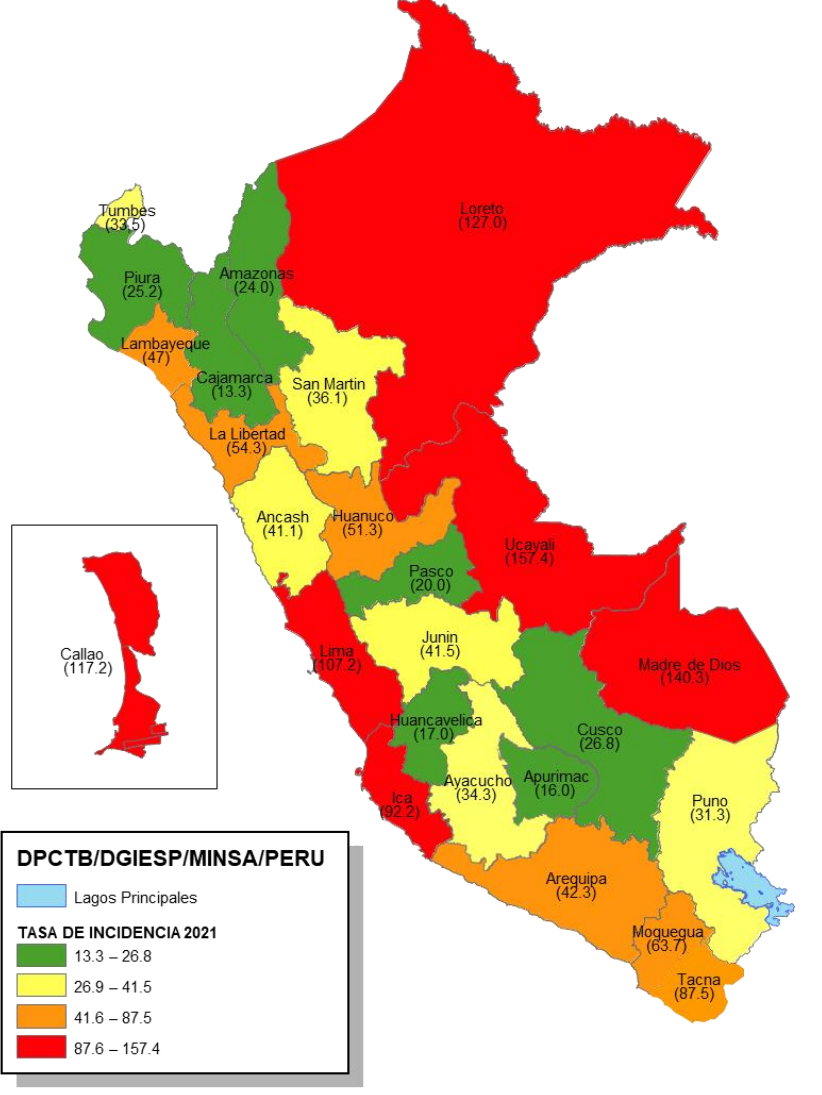 Loreto
(127.0)
Tumbes
(33.5)
Piura
(25.2)
Amazonas
(24.0)
Lambayeque
(47)
Cajamarca
(13.3)
San Martin
(36.1)
La Libertad
(54.3)
Ancash
(41.1)
Huanuco
(51.3)
Ucayali
(157.4)
Pasco
(20.0)
Junin
(41.5)
Callao
(117.2)
Lima
(107.2)
Madre de Dios
(140.3)
Huancavelica
(17.0)
Cusco
(26.8)
Ayacucho
(34.3)
Apurimac
(16.0)
Ica
(92.2)
Puno
(31.3)
Arequipa
(42.3)
Moquegua
(63.7)
Tacna
(87.5)
DPCTB/DGIESP/MINSA/PERU
Lagos Principales
TASA DE INCIDENCIA 2021
13.3 – 26.8
26.9 – 41.5
41.6 – 87.5
87.6 – 157.4